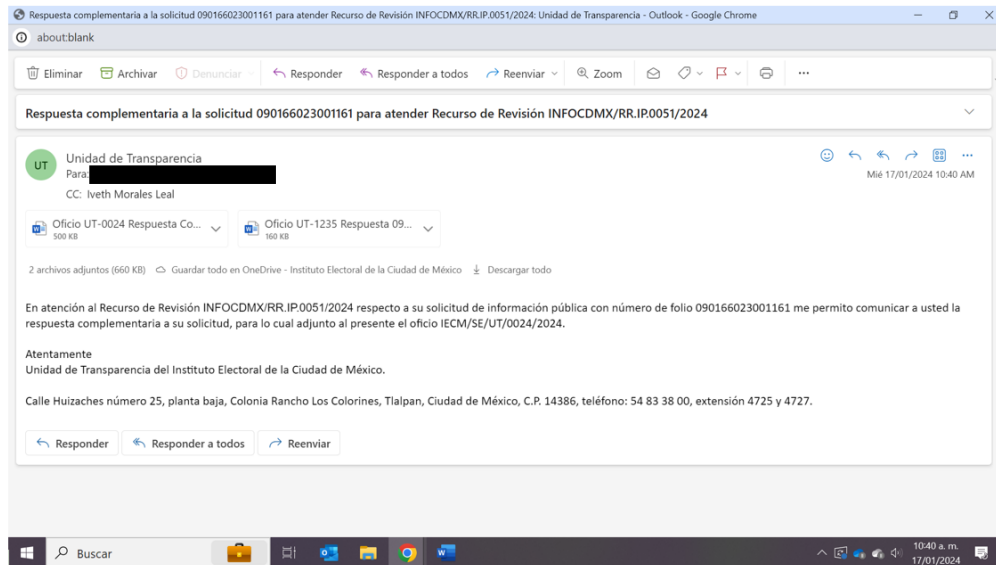 Respuesta complementaria a la solicitud 090166023001161 para atender Recurso de Revisión INFOCDMX/RR.IP.0051/2024: Unidad de Transparencia - Outlook - Google Chrome
about:blank
Eliminar Archivar Denunciar Responder Responder a todos Reenviar Zoom
Respuesta complementaria a la solicitud 090166023001161 para atender Recurso de Revisión INFOCDMX/RR.IP.0051/2024
UT
Unidad de Transparencia
Para:
CC: Iveth Morales Leal
Mié 17/01/2024 10:40 AM
Oficio UT-0024 Respuesta Co...
500 KB
Oficio UT-1235 Respuesta 09...
160 KB
2 archivos adjuntos (660 KB) Guardar todo en OneDrive - Instituto Electoral de la Ciudad de México Descargar todo
En atención al Recurso de Revisión INFOCDMX/RR.IP.0051/2024 respecto a su solicitud de información pública con número de folio 090166023001161 me permito comunicar a usted la
respuesta complementaria a su solicitud, para lo cual adjunto al presente el oficio IECM/SE/UT/0024/2024.
Atentamente
Unidad de Transparencia del Instituto Electoral de la Ciudad de México.
Calle Huizaches número 25, planta baja, Colonia Rancho Los Colorines, Tlalpan, Ciudad de México, C.P. 14386, teléfono: 54 83 38 00, extensión 4725 y 4727.
Responder Responder a todos Reenviar
Buscar
10:40 a. m.
17/01/2024